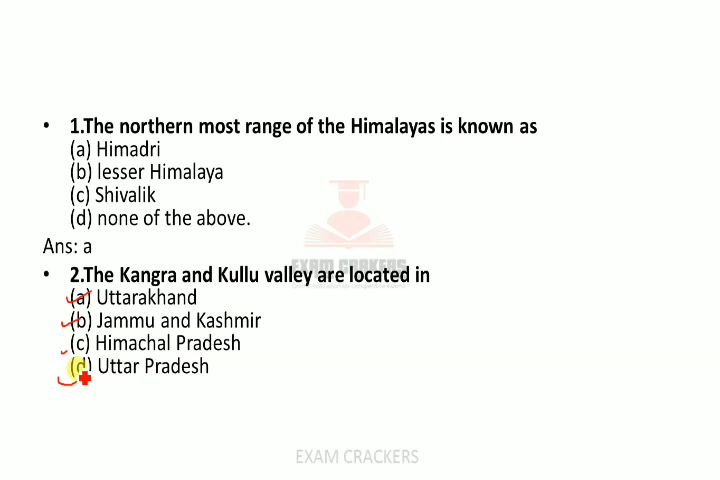 • 1.The northern most range of the Himalayas is known as
(a) Himadri
(b) lesser Himalaya
(c) Shivalik
(d) none of the above.
Ans: a
EXAM CRAKERS
• 2.The Kangra and Kullu valley are located in
(a) Uttarakhand
(b) Jammu and Kashmir
(c) Himachal Pradesh
(d) Uttar Pradesh
EXAM CRACKERS